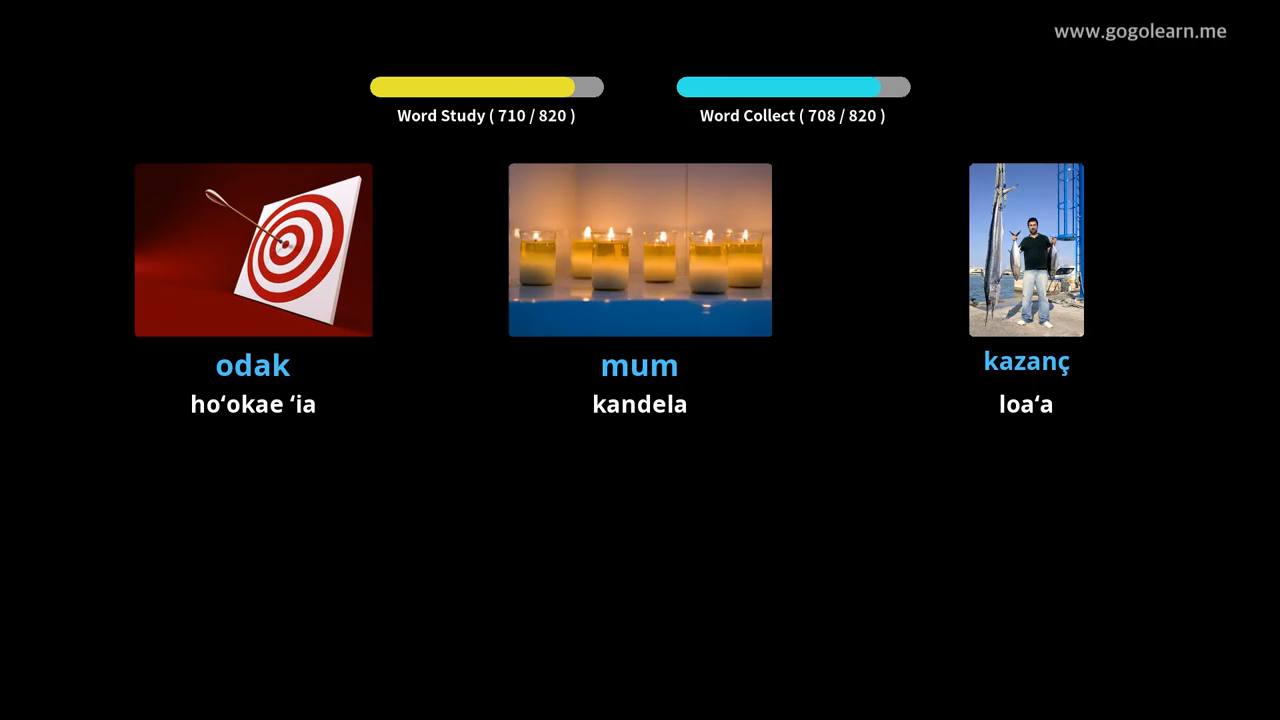 www.gogolearn.me
Word Study ( 710 / 820 )
Word Collect ( 708 / 820 )
odak
mum
kazanç
hoʻokae ʻia
kandela
loaʻa